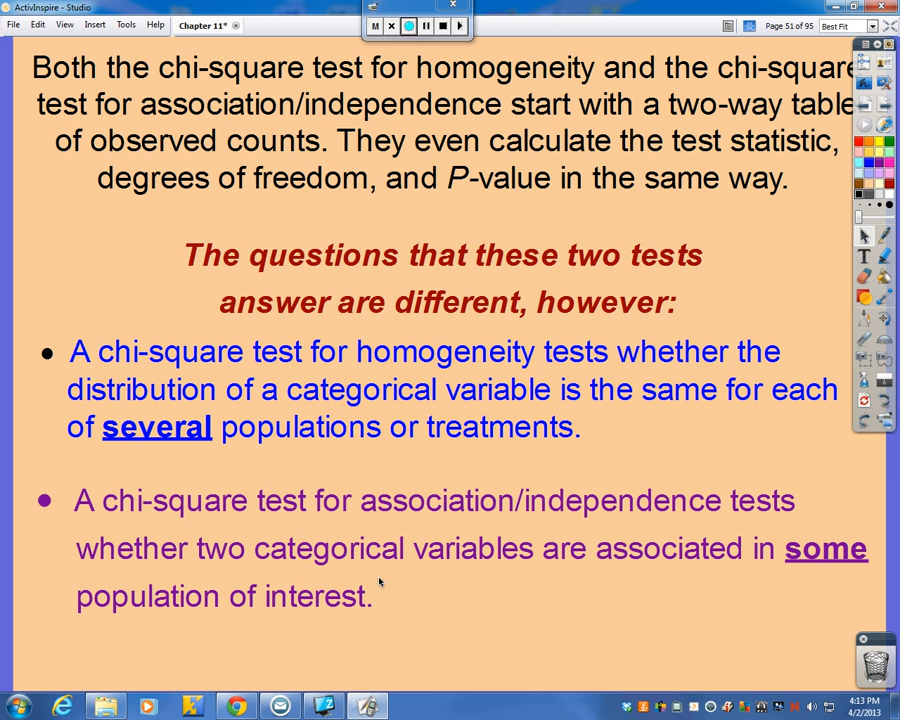 ActivInspire - Studio
File Edit View Insert Tools Help Chapter 11* Page 51 of 95 Best Fit
Both the chi-square test for homogeneity and the chi-square
test for association/independence start with a two-way table
of observed counts. They even calculate the test statistic,
degrees of freedom, and P-value in the same way.
The questions that these two tests
answer are different, however:
• A chi-square test for homogeneity tests whether the
distribution of a categorical variable is the same for each
of several populations or treatments.
• A chi-square test for association/independence tests
whether two categorical variables are associated in some
population of interest.
4:13 PM
4/2/2013